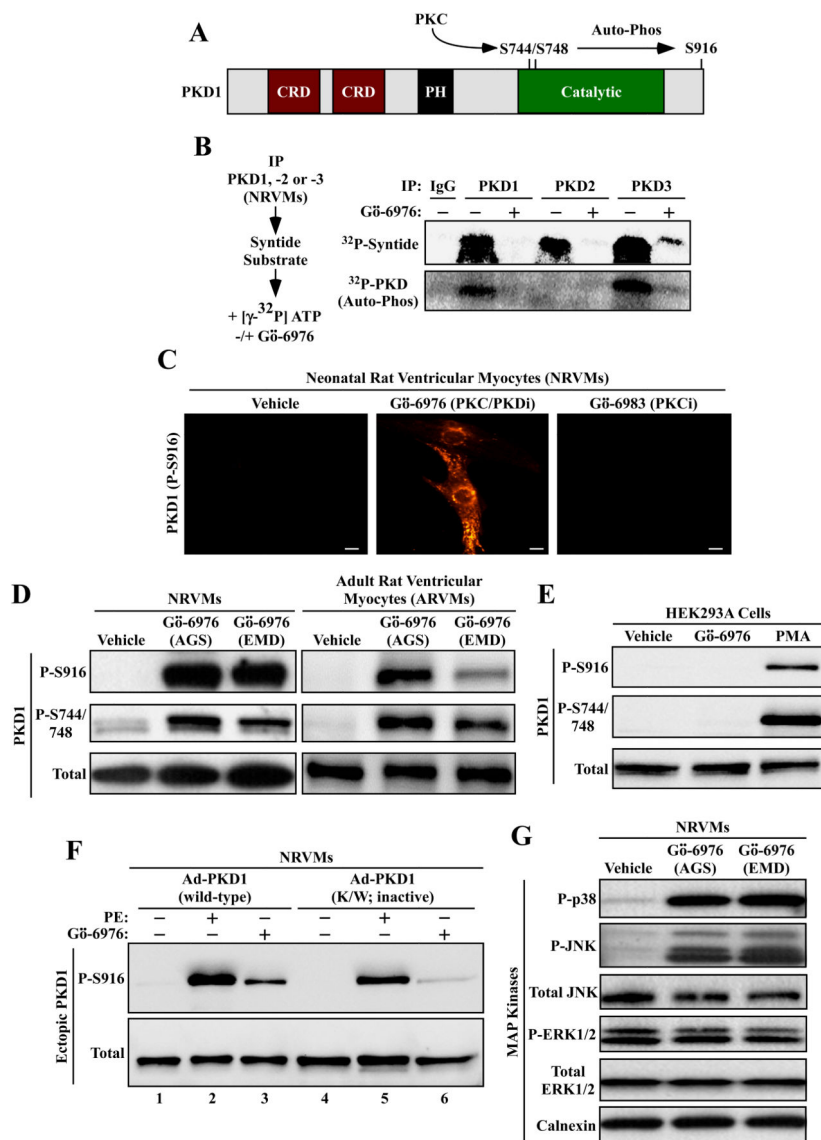 A
PKC
S744/S748
Auto-Phos
S916
PKD1
CRD
CRD
PH
Catalytic
B
IP
PKD1, -2 or -3
(NRVMs)
Syntide
Substrate
+ [γ-³²P] ATP
-/+ Gö-6976
IP: IgG PKD1 PKD2 PKD3
Gö-6976: – – + – + – +
³²P-Syntide
³²P-PKD
(Auto-Phos)
C
Neonatal Rat Ventricular Myocytes (NRVMs)
Vehicle Gö-6976 (PKC/PKDi) Gö-6983 (PKCi)
PKD1 (P-S916)
D
NRVMs
Vehicle Gö-6976 (AGS) Gö-6976 (EMD)
Adult Rat Ventricular
Myocytes (ARVMs)
Vehicle Gö-6976 (AGS) Gö-6976 (EMD)
PKD1
P-S916
P-S744/
748
Total
E
HEK293A Cells
Vehicle Gö-6976 PMA
PKD1
P-S916
P-S744/
748
Total
F
NRVMs
Ad-PKD1
(wild-type)
Ad-PKD1
(K/W; inactive)
PE: – + – – + –
Gö-6976: – – + – – +
Ectopic PKD1
P-S916
Total
1 2 3 4 5 6
G
NRVMs
Vehicle Gö-6976 (AGS) Gö-6976 (EMD)
MAP Kinases
P-p38
P-JNK
Total JNK
P-ERK1/2
Total
ERK1/2
Calnexin